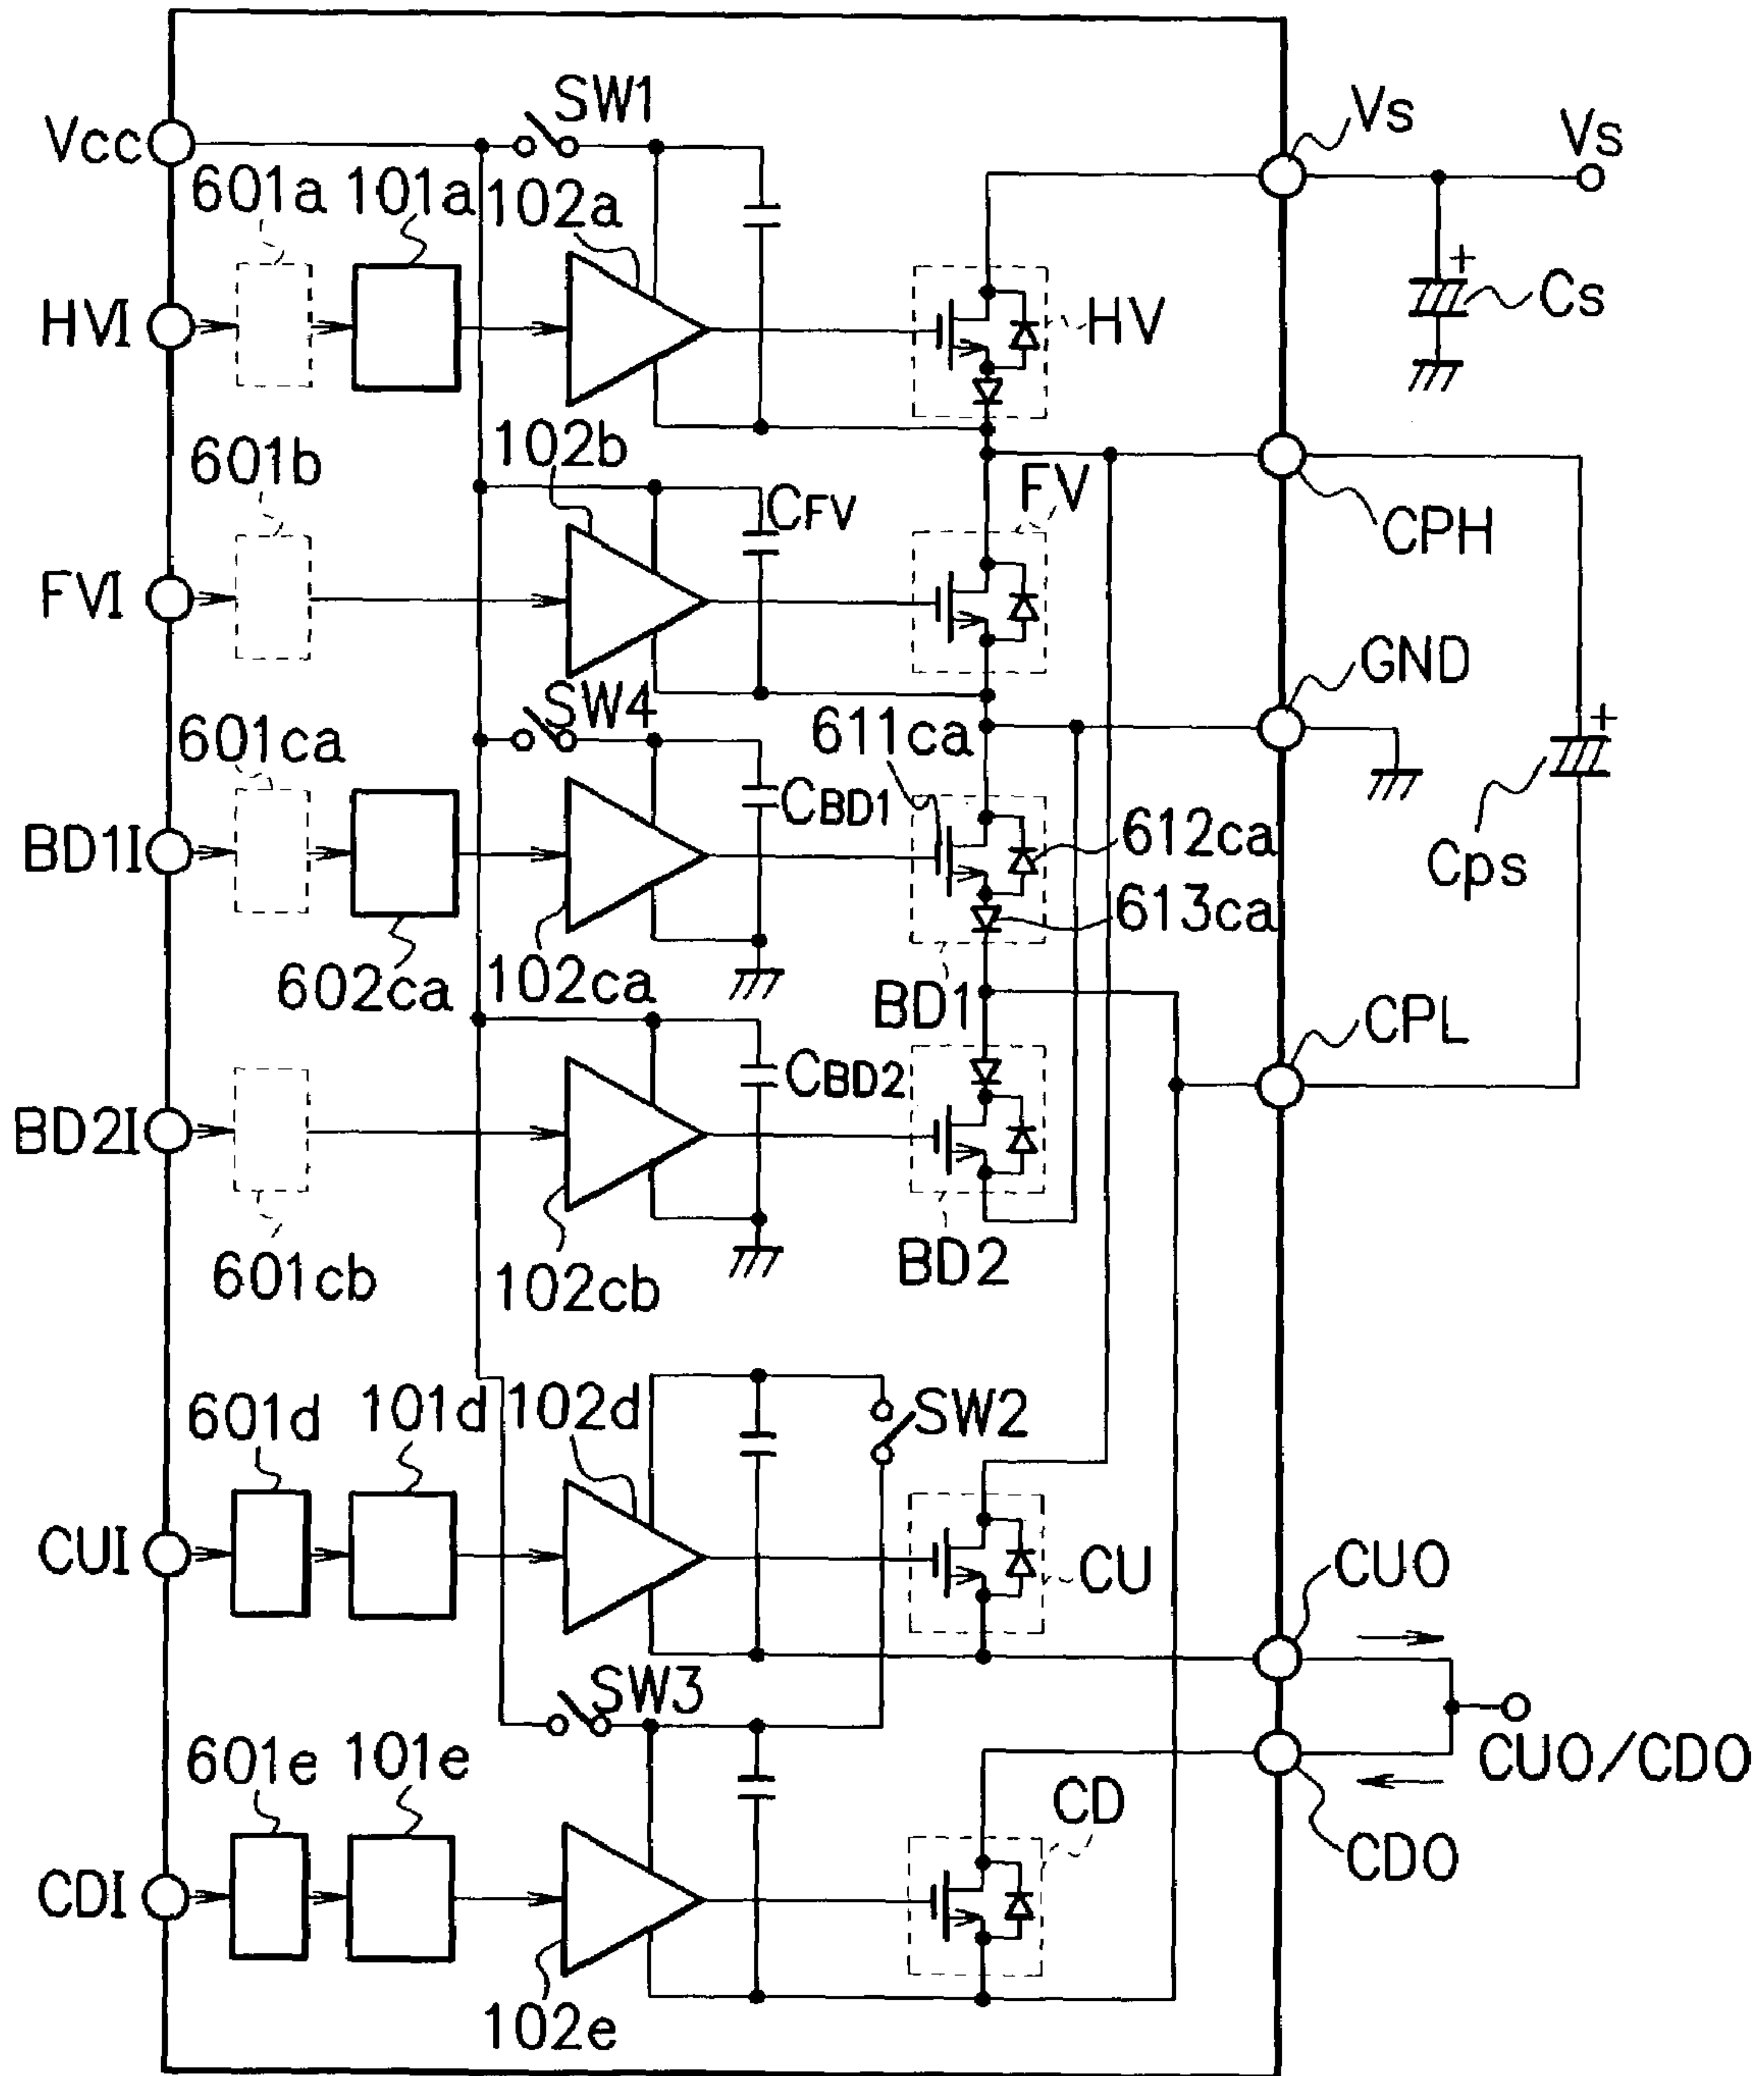 SW1
Vs
Vs
Vcc
601a
101a
102a
HVI
HV
+
Cs
102b
601b
FV
CFV
CPH
FVI
GND
SW4
611ca
+
601ca
CBD1
612ca
BD1I
Cps
613ca
602ca
102ca
BD1
CPL
CBD2
BD2I
BD2
601cb
102cb
601d
101d
102d
SW2
CUI
CU
CUO
SW3
601e
101e
CUO/CDO
CD
CDO
CDI
102e